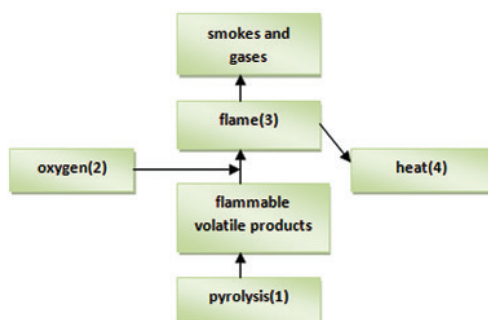 smokes and
gases
flame(3)
oxygen(2)
heat(4)
flammable
volatile products
pyrolysis(1)